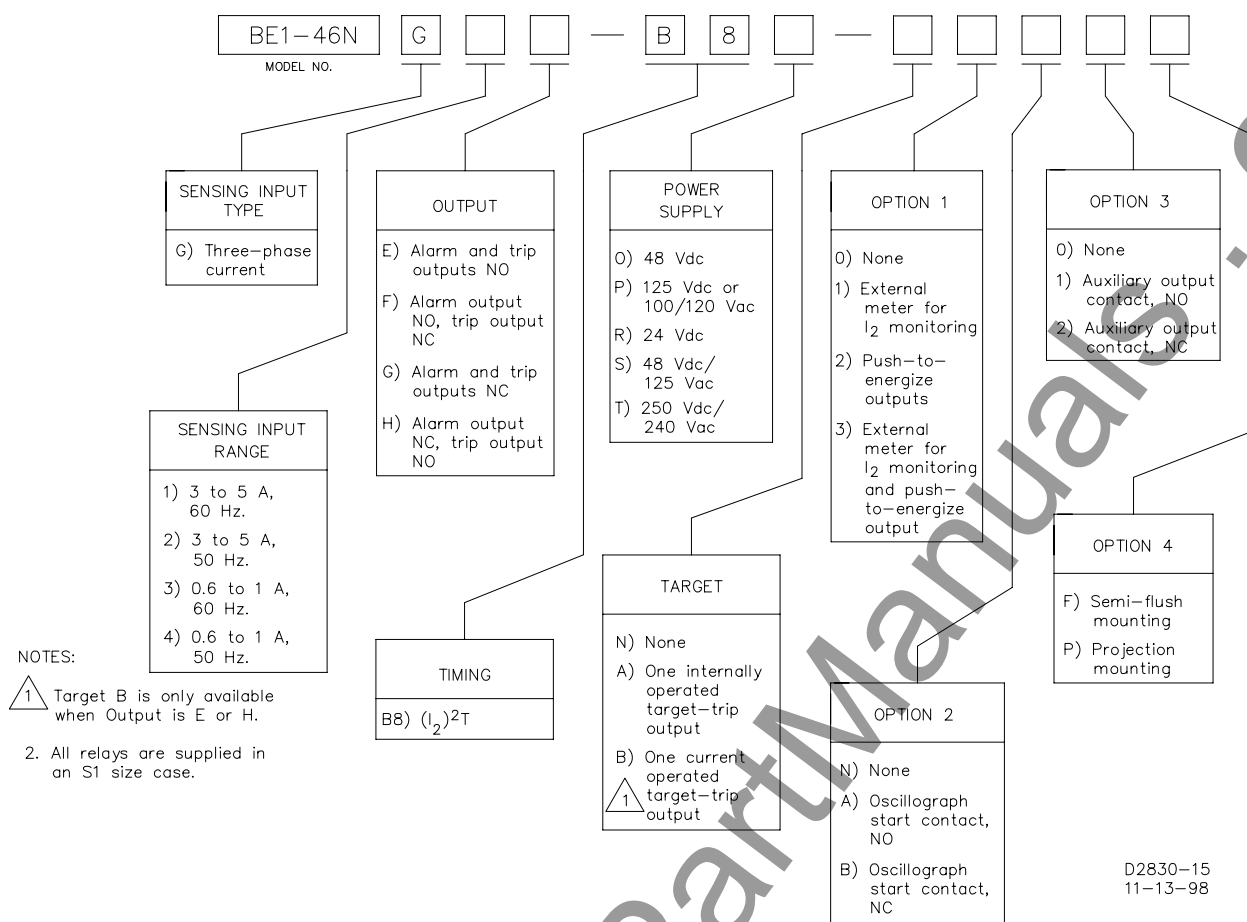 BE1-46N G — B 8 —
MODEL NO.
SENSING INPUT
TYPE
G) Three-phase
current
SENSING INPUT
RANGE
1) 3 to 5 A,
60 Hz.
2) 3 to 5 A,
50 Hz.
3) 0.6 to 1 A,
60 Hz.
4) 0.6 to 1 A,
50 Hz.
OUTPUT
E) Alarm and trip
outputs NO
F) Alarm output
NO, trip output
NC
G) Alarm and trip
outputs NC
H) Alarm output
NC, trip output
NO
TIMING
B8) (I₂)²T
POWER
SUPPLY
O) 48 Vdc
P) 125 Vdc or
100/120 Vac
R) 24 Vdc
S) 48 Vdc/
125 Vac
T) 250 Vdc/
240 Vac
TARGET
N) None
A) One internally
operated
target-trip
output
B) One current
operated
1 target-trip
output
OPTION 1
0) None
1) External
meter for
I₂ monitoring
2) Push-to-
energize
outputs
3) External
meter for
I₂ monitoring
and push-
to-energize
output
OPTION 2
N) None
A) Oscillograph
start contact,
NO
B) Oscillograph
start contact,
NC
OPTION 3
0) None
1) Auxiliary output
contact, NO
2) Auxiliary output
contact, NC
OPTION 4
F) Semi-flush
mounting
P) Projection
mounting
NOTES:
1 Target B is only available
when Output is E or H.
2. All relays are supplied in
an S1 size case.
D2830-15
11-13-98
PartManuals .